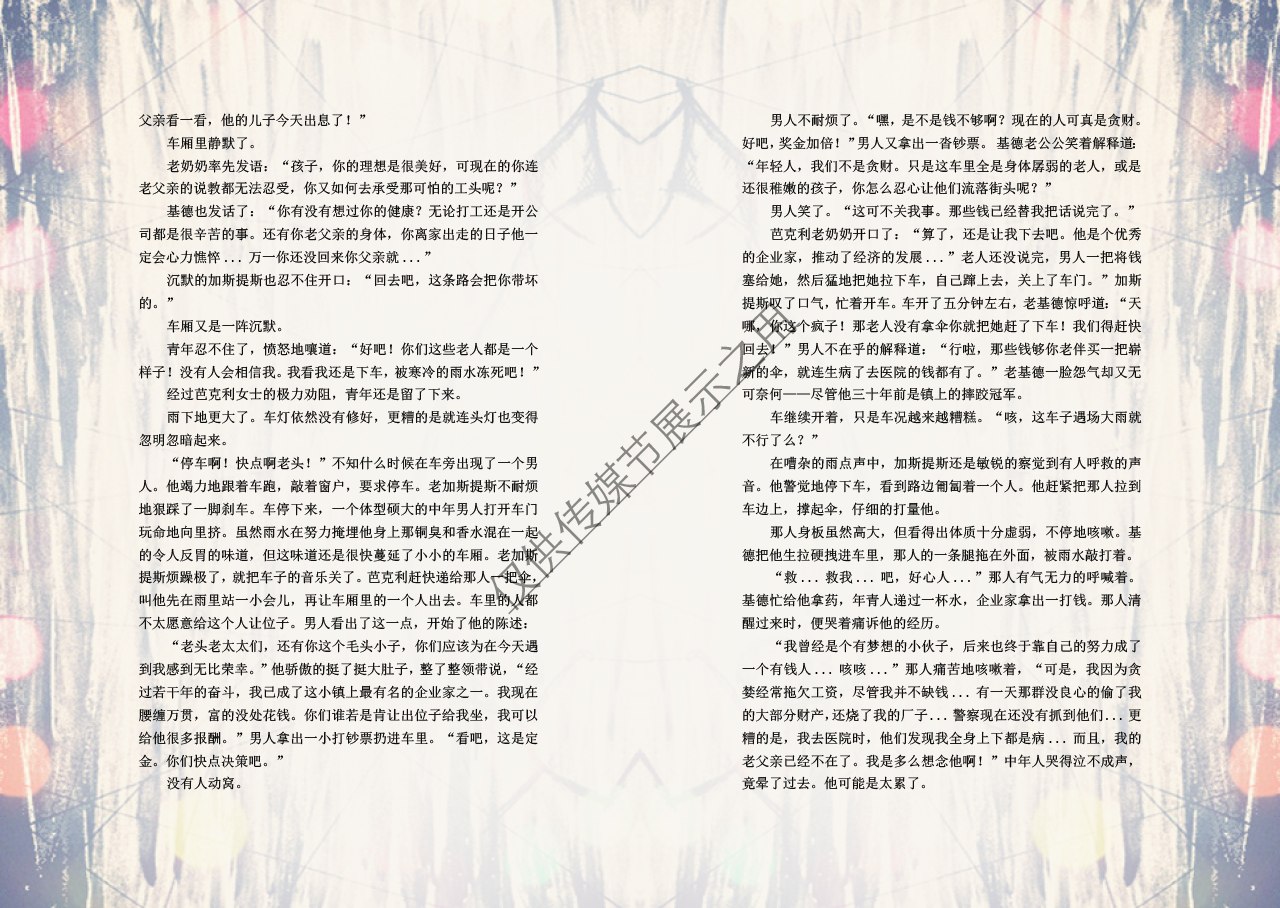 父亲看一看，他的儿子今天出息了！”
车厢里静默了。
老奶奶率先发语：“孩子，你的理想是很美好，可现在的你连
老父亲的说教都无法忍受，你又如何去承受那可怕的工头呢？”
基德也发话了：“你有没有想过你的健康？无论打工还是开公
司都是很辛苦的事。还有你老父亲的身体，你离家出走的日子他一
定会心力憔悴...万一你还没回来你父亲就...”
沉默的加斯提斯也忍不住开口：“回去吧，这条路会把你带坏
的。”
车厢又是一阵沉默。
青年忍不住了，愤怒地嚷道：“好吧！你们这些老人都是一个
样子！没有人会相信我。我看我还是下车，被寒冷的雨水冻死吧！”
经过芭克利女士的极力劝阻，青年还是留了下来。
雨下地更大了。车灯依然没有修好，更糟的是就连头灯也变得
忽明忽暗起来。
“停车啊！快点啊老头！”不知什么时候在车旁出现了一个男
人。他竭力地跟着车跑，敲着窗户，要求停车。老加斯提斯不耐烦
地狠踩了一脚刹车。车停下来，一个体型硕大的中年男人打开车门
玩命地向里挤。虽然雨水在努力掩埋他身上那铜臭和香水混在一起
的令人反胃的味道，但这味道还是很快蔓延了小小的车厢。老加斯
提斯烦躁极了，就把车子的音乐关了。芭克利赶快递给那人一把伞，
叫他先在雨里站一小会儿，再让车厢里的一个人出去。车里的人都
不太愿意给这个人让位子。男人看出了这一点，开始了他的陈述：
“老头老太太们，还有你这个毛头小子，你们应该为在今天遇
到我感到无比荣幸。”他骄傲的挺了挺大肚子，整了整领带说，“经
过若干年的奋斗，我已成了这小镇上最有名的企业家之一。我现在
腰缠万贯，富的没处花钱。你们谁若是肯让出位子给我坐，我可以
给他很多报酬。”男人拿出一小打钞票扔进车里。“看吧，这是定
金。你们快点决策吧。”
没有人动窝。
男人不耐烦了。“嘿，是不是钱不够啊？现在的人可真是贪财。
好吧，奖金加倍！”男人又拿出一沓钞票。 基德老公公笑着解释道：
“年轻人，我们不是贪财。只是这车里全是身体孱弱的老人，或是
还很稚嫩的孩子，你怎么忍心让他们流落街头呢？”
男人笑了。“这可不关我事。那些钱已经替我把话说完了。”
芭克利老奶奶开口了：“算了，还是让我下去吧。他是个优秀
的企业家，推动了经济的发展...”老人还没说完，男人一把将钱
塞给她，然后猛地把她拉下车，自己蹿上去，关上了车门。”加斯
提斯叹了口气，忙着开车。车开了五分钟左右，老基德惊呼道：“天
哪，你这个疯子！那老人没有拿伞你就把她赶了下车！我们得赶快
回去！”男人不在乎的解释道：“行啦，那些钱够你老伴买一把崭
新的伞，就连生病了去医院的钱都有了。”老基德一脸怨气却又无
可奈何——尽管他三十年前是镇上的摔跤冠军。
车继续开着，只是车况越来越糟糕。“咳，这车子遇场大雨就
不行了么？”
在嘈杂的雨点声中，加斯提斯还是敏锐的察觉到有人呼救的声
音。他警觉地停下车，看到路边匍匐着一个人。他赶紧把那人拉到
车边上，撑起伞，仔细的打量他。
那人身板虽然高大，但看得出体质十分虚弱，不停地咳嗽。基
德把他生拉硬拽进车里，那人的一条腿拖在外面，被雨水敲打着。
“救...救我...吧，好心人...”那人有气无力的呼喊着。
基德忙给他拿药，年青人递过一杯水，企业家拿出一打钱。那人清
醒过来时，便哭着痛诉他的经历。
“我曾经是个有梦想的小伙子，后来也终于靠自己的努力成了
一个有钱人...咳咳...”那人痛苦地咳嗽着，“可是，我因为贪
婪经常拖欠工资，尽管我并不缺钱...有一天那群没良心的偷了我
的大部分财产，还烧了我的厂子...警察现在还没有抓到他们...更
糟的是，我去医院时，他们发现我全身上下都是病...而且，我的
老父亲已经不在了。我是多么想念他啊！”中年人哭得泣不成声，
竟晕了过去。他可能是太累了。
仅供传媒节展示之用